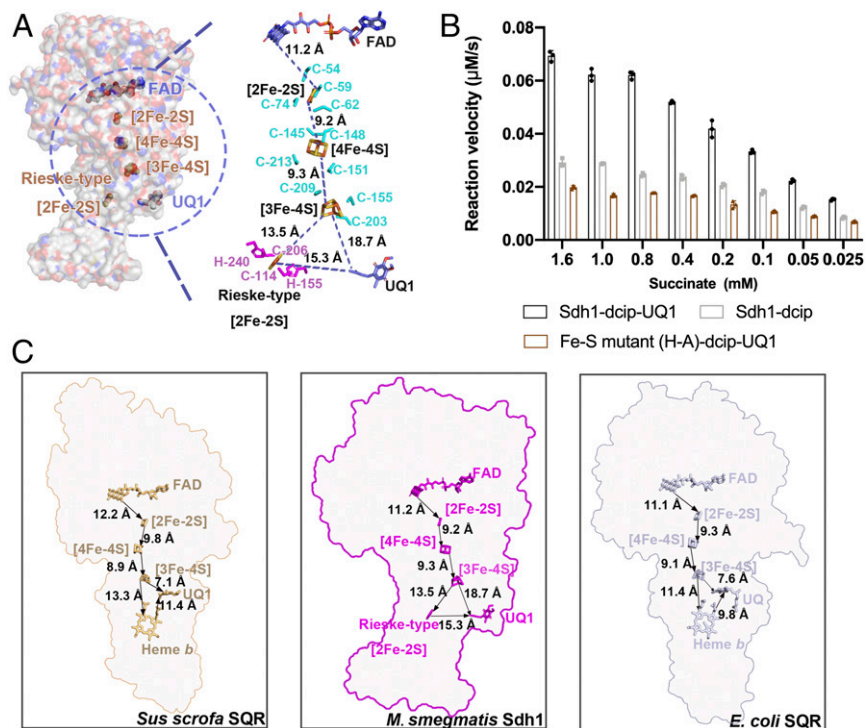 A
FAD
[2Fe-2S]
[4Fe-4S]
[3Fe-4S]
Rieske-type
[2Fe-2S]
UQ1
FAD
11.2 Å
C-54
[2Fe-2S]
C-59
C-74
C-62
9.2 Å
C-145
C-148
[4Fe-4S]
C-213
9.3 Å
C-151
C-209
C-155
[3Fe-4S]
C-203
13.5 Å
18.7 Å
H-240
C-206
C-114
15.3 Å
H-155
UQ1
Rieske-type
[2Fe-2S]
B
Reaction velocity (μM/s)
0.08
0.06
0.04
0.02
0.00
1.6 1.0 0.8 0.4 0.2 0.1 0.05 0.025
Succinate (mM)
Sdh1-dcip-UQ1 Sdh1-dcip
Fe-S mutant (H-A)-dcip-UQ1
C
FAD
12.2 Å
[2Fe-2S]
9.8 Å
[4Fe-4S]
8.9 Å
[3Fe-4S]
7.1 Å
UQ1
13.3 Å
11.4 Å
Heme b
Sus scrofa SQR
FAD
11.2 Å
[2Fe-2S]
9.2 Å
[4Fe-4S]
9.3 Å
[3Fe-4S]
13.5 Å
18.7 Å
Rieske-type
UQ1
15.3 Å
[2Fe-2S]
M. smegmatis Sdh1
FAD
11.1 Å
[2Fe-2S]
9.3 Å
[4Fe-4S]
9.1 Å
[3Fe-4S]
7.6 Å
11.4 Å
UQ
9.8 Å
Heme b
E. coli SQR